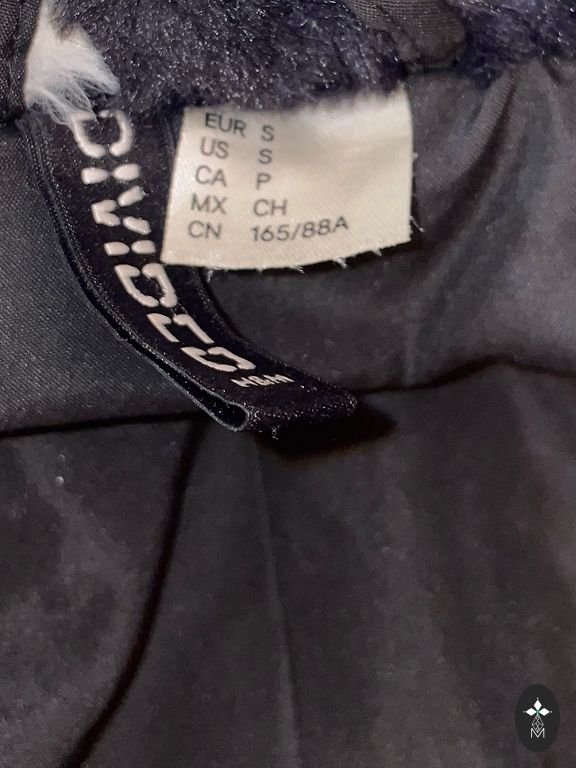 DIVIDED
H&M
EUR S
US S
CA P
MX CH
CN 165/88A
M